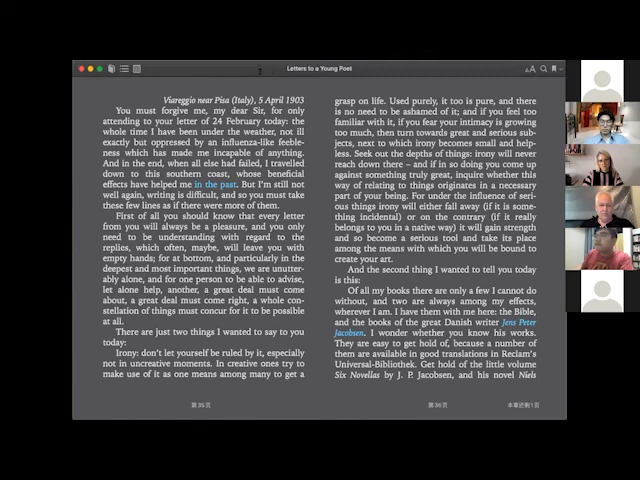 Letters to a Young Poet
AA
Viareggio near Pisa (Italy), 5 April 1903
You must forgive me, my dear Sir, for only
attending to your letter of 24 February today: the
whole time I have been under the weather, not ill
exactly but oppressed by an influenza-like feeble-
ness which has made me incapable of anything.
And in the end, when all else had failed, I travelled
down to this southern coast, whose beneficial
effects have helped me in the past. But I'm still not
well again, writing is difficult, and so you must take
these few lines as if there were more of them.
First of all you should know that every letter
from you will always be a pleasure, and you only
need to be understanding with regard to the
replies, which often, maybe, will leave you with
empty hands; for at bottom, and particularly in the
deepest and most important things, we are unutter-
ably alone, and for one person to be able to advise,
let alone help, another, a great deal must come
about, a great deal must come right, a whole con-
stellation of things must concur for it to be possible
at all.
There are just two things I wanted to say to you
today:
Irony: don't let yourself be ruled by it, especially
not in uncreative moments. In creative ones try to
make use of it as one means among many to get a
第35页
grasp on life. Used purely, it too is pure, and there
is no need to be ashamed of it; and if you feel too
familiar with it, if you fear your intimacy is growing
too much, then turn towards great and serious sub-
jects, next to which irony becomes small and help-
less. Seek out the depths of things: irony will never
reach down there – and if in so doing you come up
against something truly great, inquire whether this
way of relating to things originates in a necessary
part of your being. For under the influence of seri-
ous things irony will either fall away (if it is some-
thing incidental) or on the contrary (if it really
belongs to you in a native way) it will gain strength
and so become a serious tool and take its place
among the means with which you will be bound to
create your art.
And the second thing I wanted to tell you today
is this:
Of all my books there are only a few I cannot do
without, and two are always among my effects,
wherever I am. I have them with me here: the Bible,
and the books of the great Danish writer Jens Peter
Jacobsen. I wonder whether you know his works.
They are easy to get hold of, because a number of
them are available in good translations in Reclam's
Universal-Bibliothek. Get hold of the little volume
Six Novellas by J. P. Jacobsen, and his novel Niels
第36页
本章还剩1页